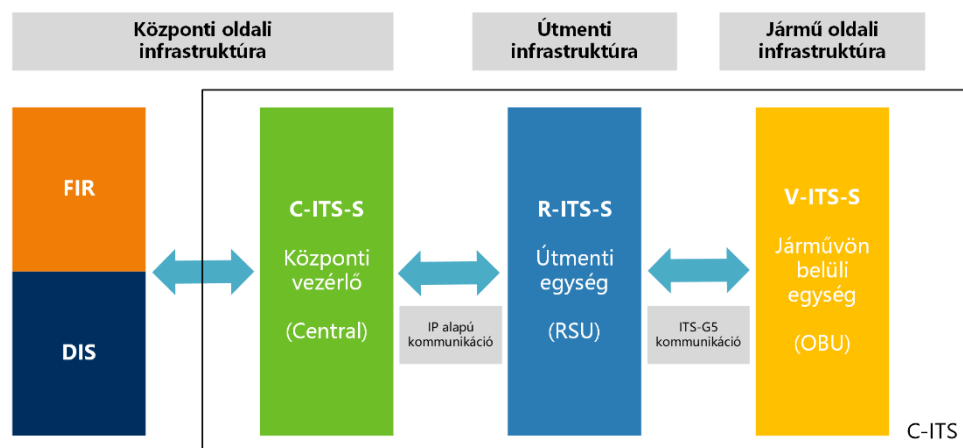 Központi oldali
infrastruktúra
Útmenti
infrastruktúra
Jármű oldali
infrastruktúra
FIR
DIS
C-ITS-S
Központi
vezérlő
(Central)
IP alapú
kommunikáció
R-ITS-S
Útmenti
egység
(RSU)
ITS-G5
kommunikáció
V-ITS-S
Járművön
belüli
egység
(OBU)
C-ITS